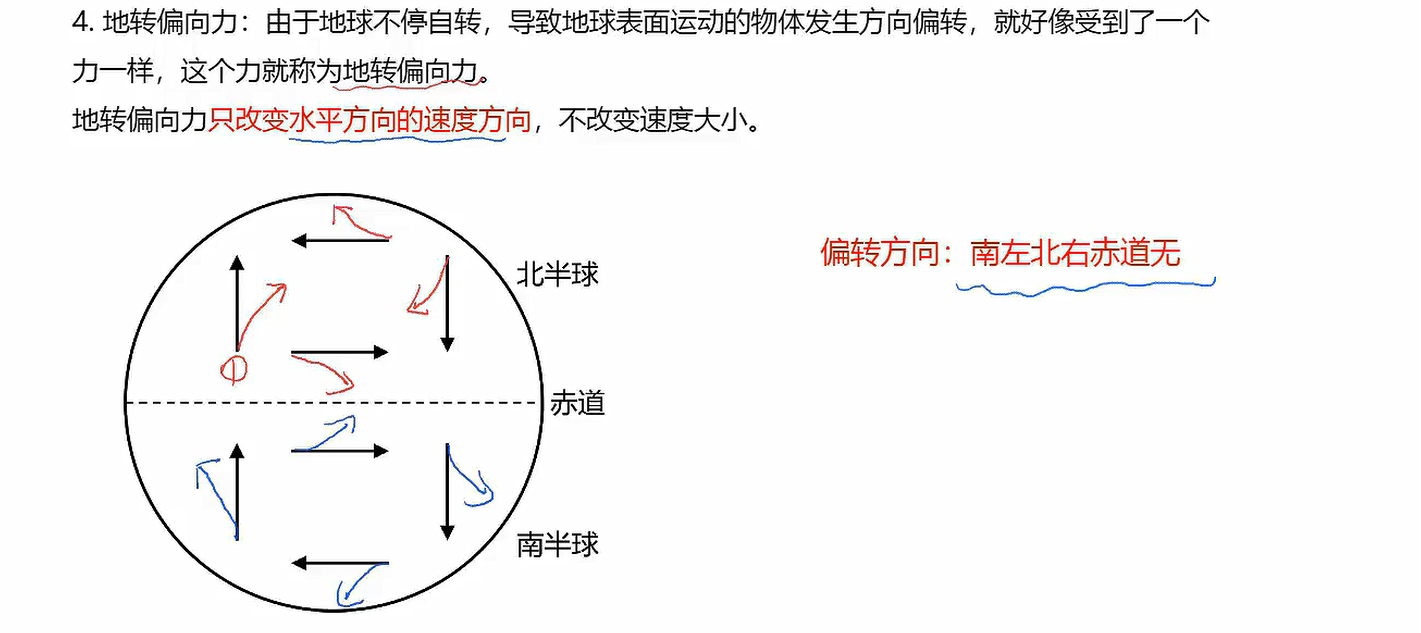 4. 地转偏向力：由于地球不停自转，导致地球表面运动的物体发生方向偏转，就好像受到了一个
力一样，这个力就称为地转偏向力。
地转偏向力只改变水平方向的速度方向，不改变速度大小。
偏转方向：南左北右赤道无
北半球
①
赤道
南半球